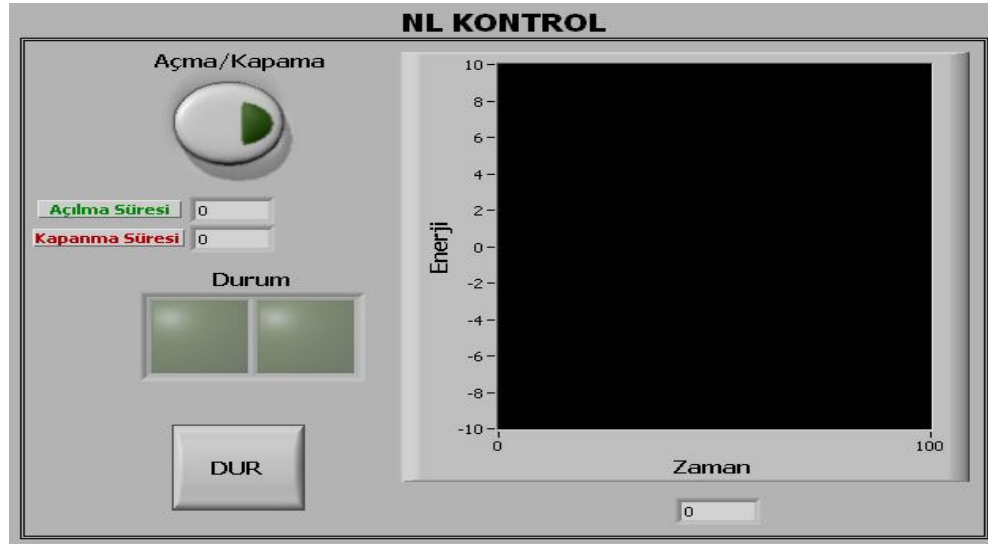 NL KONTROL
Açma/Kapama
Açılma Süresi 0
Kapanma Süresi 0
Durum
DUR
Enerji
10
8
6
4
2
0
-2
-4
-6
-8
-10
0 100
Zaman
0